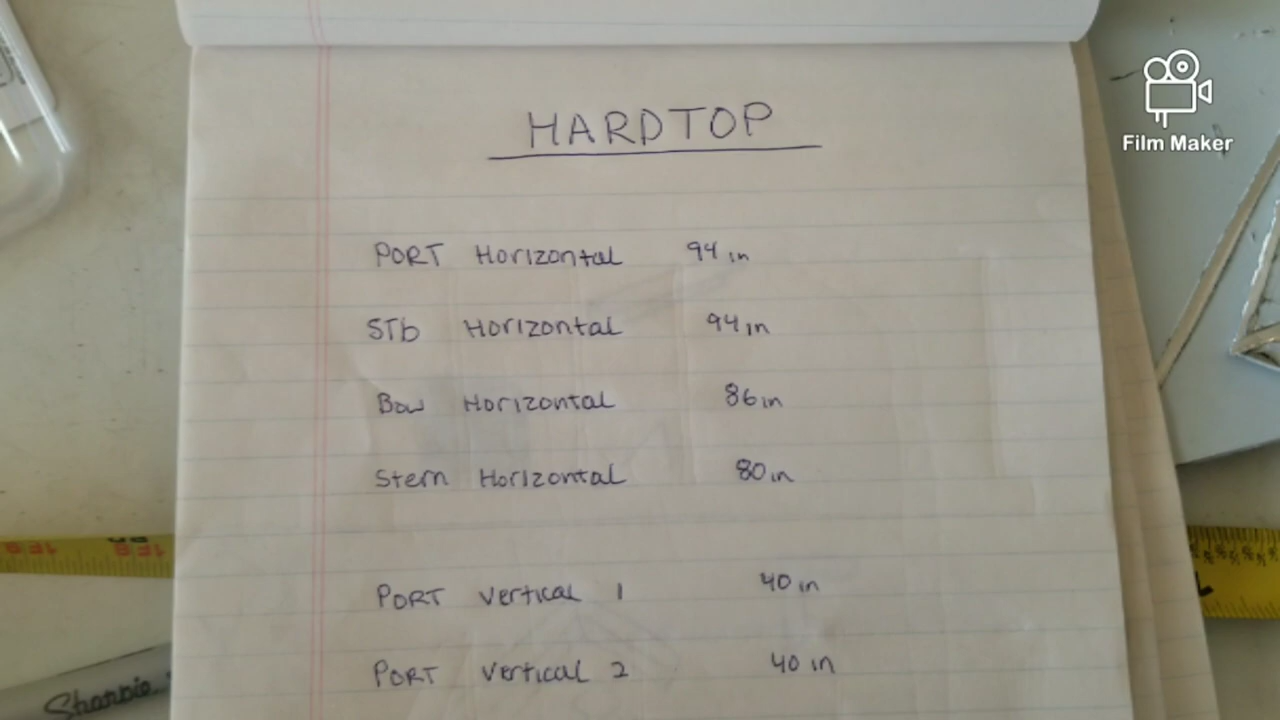 HARDTOP
PORT Horizontal 94 in
STb Horizontal 94 in
Bow Horizontal 86 in
Stern Horizontal 80 in
PORT Vertical 1 40 in
PORT Vertical 2 40 in
Film Maker
Sharpie